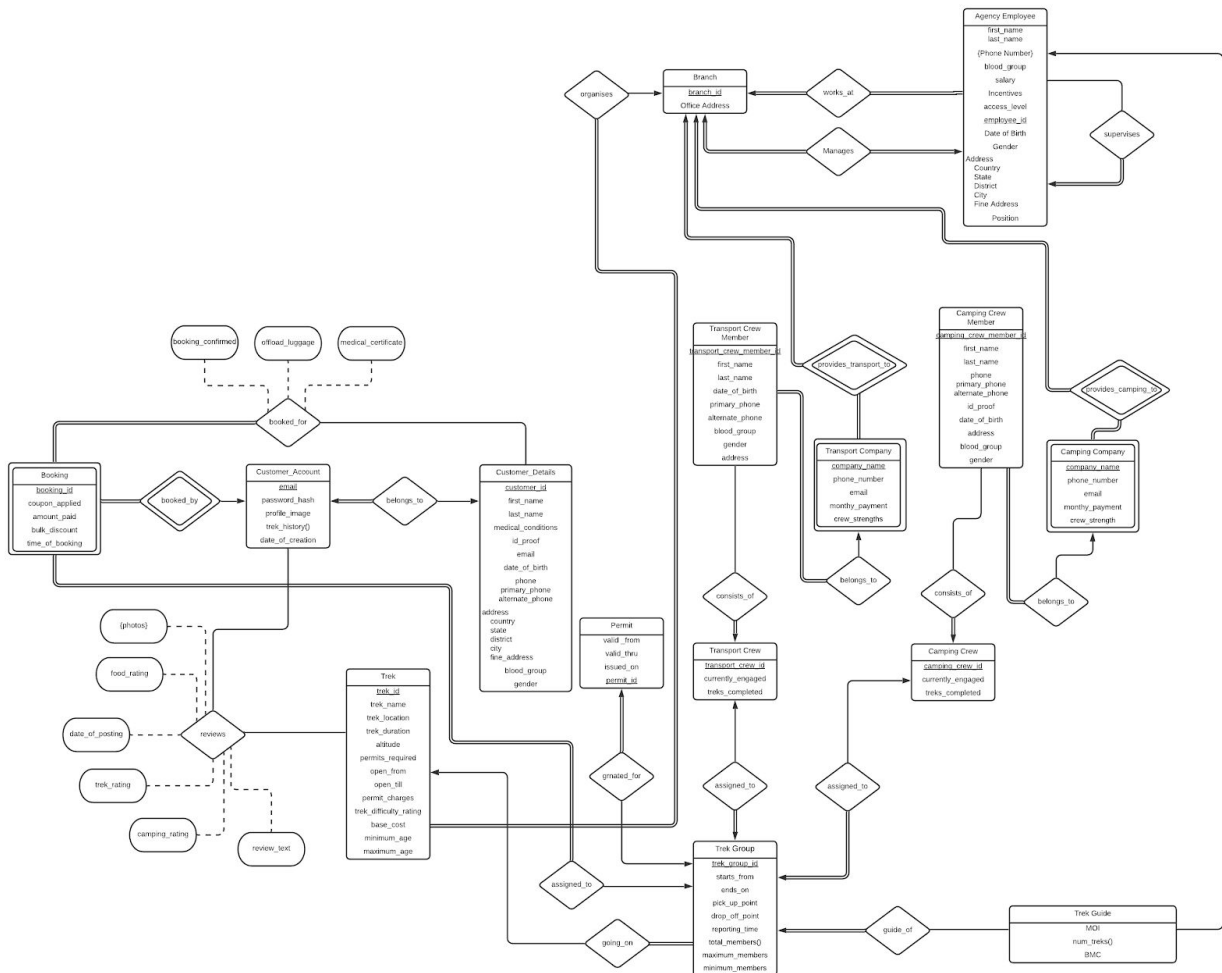 Agency Employee
first_name
last_name
{Phone Number}
blood_group
salary
Incentives
access_level
employee_id
Date of Birth
Gender
Address
Country
State
District
City
Fine Address
Position
supervises
works_at
Manages
Branch
branch_id
Office Address
organises
Transport Crew
Member
transport_crew_member_id
first_name
last_name
date_of_birth
primary_phone
alternate_phone
blood_group
gender
address
provides_transport_to
Camping Crew
Member
camping_crew_member_id
first_name
last_name
phone
primary_phone
alternate_phone
id_proof
date_of_birth
address
blood_group
gender
provides_camping_to
Transport Company
company_name
phone_number
email
monthy_payment
crew_strengths
Camping Company
company_name
phone_number
email
monthy_payment
crew_strength
belongs_to
belongs_to
consists_of
consists_of
booking_confirmed
offload_luggage
medical_certificate
booked_for
Booking
booking_id
coupon_applied
amount_paid
bulk_discount
time_of_booking
booked_by
Customer_Account
email
password_hash
profile_image
trek_history()
date_of_creation
belongs_to
Customer_Details
customer_id
first_name
last_name
medical_conditions
id_proof
email
date_of_birth
phone
primary_phone
alternate_phone
address
country
state
district
city
fine_address
blood_group
gender
Permit
valid_from
valid_thru
issued_on
permit_id
Transport Crew
transport_crew_id
currently_engaged
treks_completed
Camping Crew
camping_crew_id
currently_engaged
treks_completed
{photos}
food_rating
date_of_posting
trek_rating
camping_rating
review_text
reviews
Trek
trek_id
trek_name
trek_location
trek_duration
altitude
permits_required
open_from
open_till
permit_charges
trek_difficulty_rating
base_cost
minimum_age
maximum_age
grnated_for
assigned_to
assigned_to
assigned_to
going_on
Trek Group
trek_group_id
starts_from
ends_on
pick_up_point
drop_off_point
reporting_time
total_members()
maximum_members
minimum_members
guide_of
Trek Guide
MOI
num_treks()
BMC